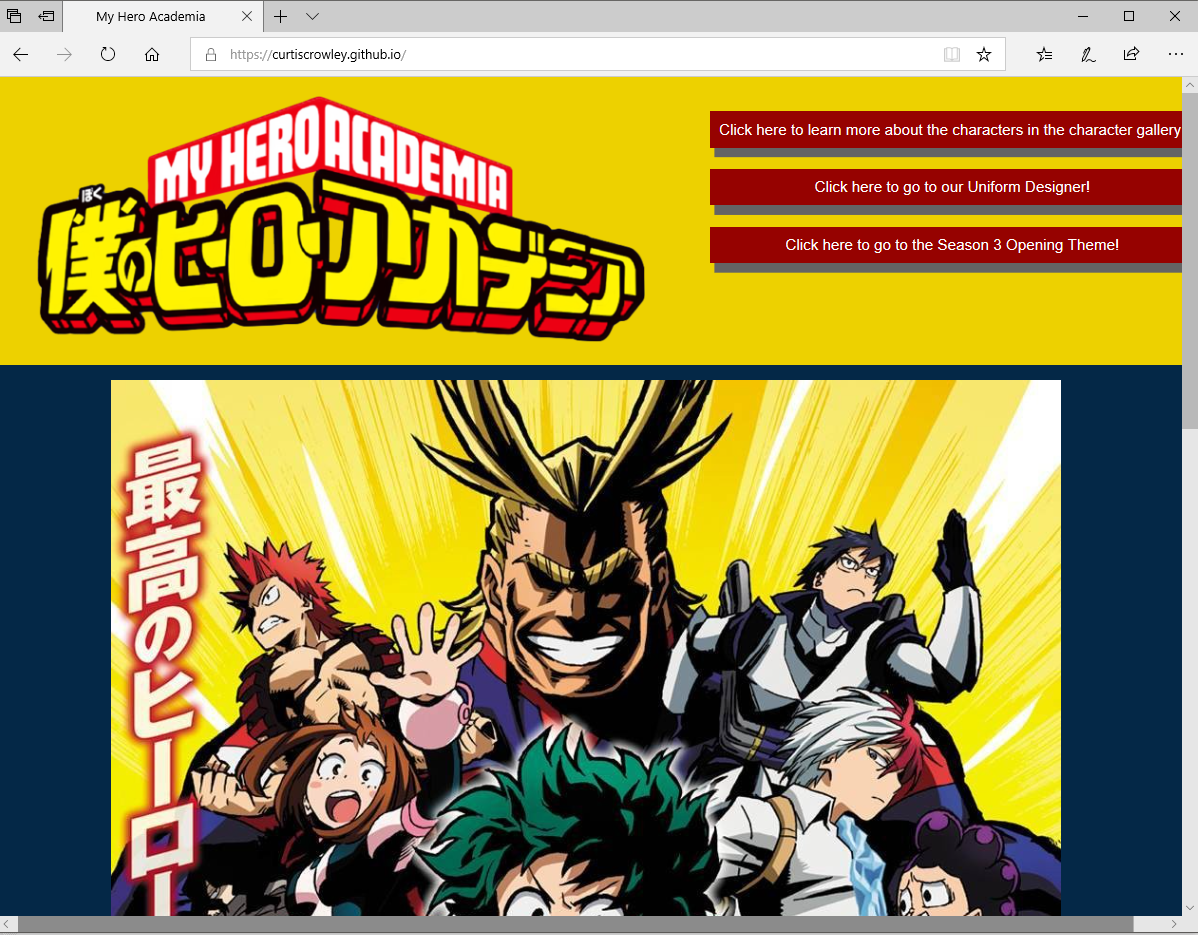 My Hero Academia
https://curtiscrowley.github.io/
MY HERO ACADEMIA
ぼく
僕のヒーローアカデミア
Click here to learn more about the characters in the character gallery
Click here to go to our Uniform Designer!
Click here to go to the Season 3 Opening Theme!
最高のヒーロー